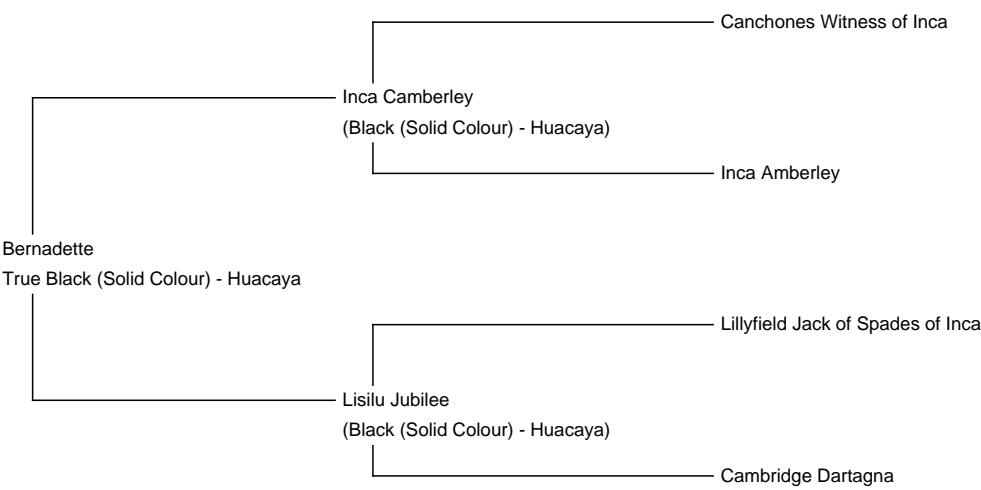 Canchones Witness of Inca
Inca Camberley
(Black (Solid Colour) - Huacaya)
Inca Amberley
Bernadette
True Black (Solid Colour) - Huacaya
Lillyfield Jack of Spades of Inca
Lisilu Jubilee
(Black (Solid Colour) - Huacaya)
Cambridge Dartagna